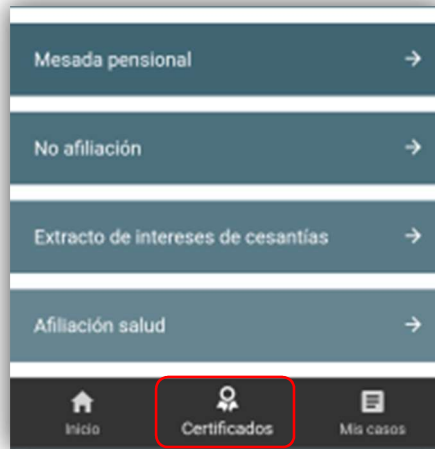 Mesada pensional
No afiliación
Extracto de intereses de cesantías
Afiliación salud
Inicio
Certificados
Mis casos